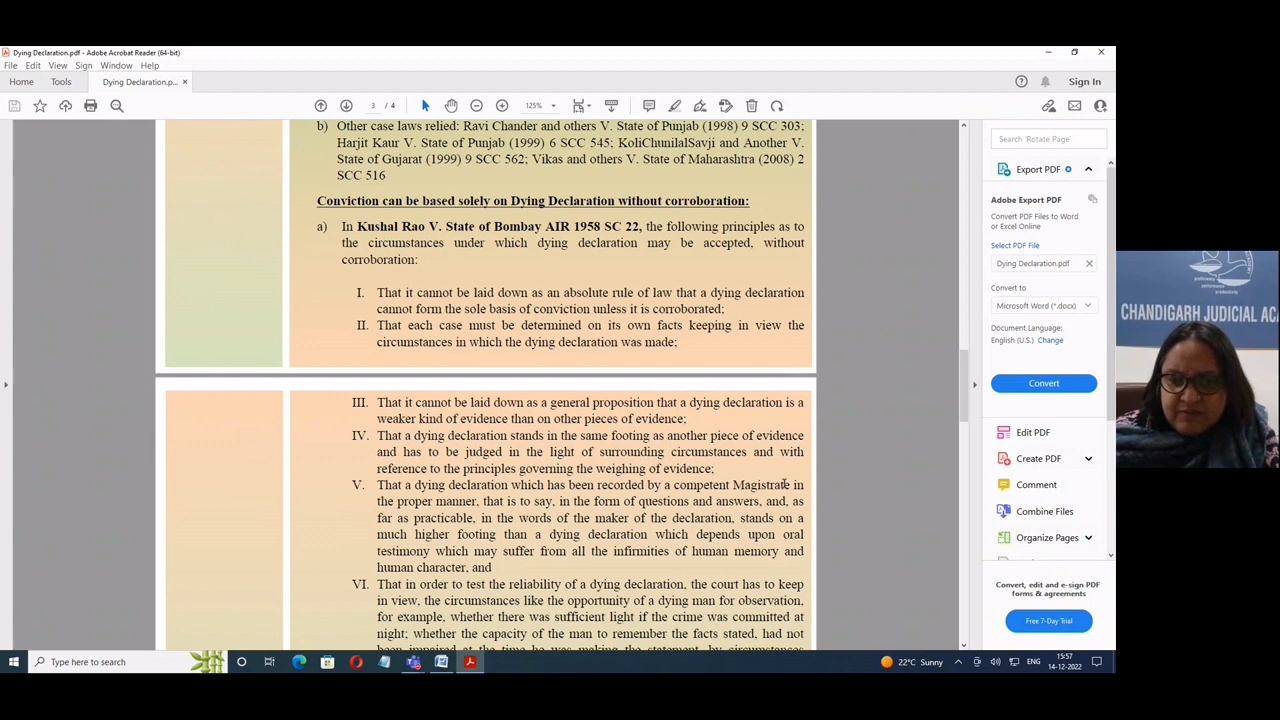 Dying Declaration.pdf - Adobe Acrobat Reader (64-bit)
File Edit View Sign Window Help
Home Tools Dying Declaration.p... × Sign In
3 / 4 125%
b) Other case laws relied: Ravi Chander and others V. State of Punjab (1998) 9 SCC 303;
Harjit Kaur V. State of Punjab (1999) 6 SCC 545; KoliChunilalSavji and Another V.
State of Gujarat (1999) 9 SCC 562; Vikas and others V. State of Maharashtra (2008) 2
SCC 516
Conviction can be based solely on Dying Declaration without corroboration:
a) In Kushal Rao V. State of Bombay AIR 1958 SC 22, the following principles as to
the circumstances under which dying declaration may be accepted, without
corroboration:
I. That it cannot be laid down as an absolute rule of law that a dying declaration
cannot form the sole basis of conviction unless it is corroborated;
II. That each case must be determined on its own facts keeping in view the
circumstances in which the dying declaration was made;
III. That it cannot be laid down as a general proposition that a dying declaration is a
weaker kind of evidence than on other pieces of evidence;
IV. That a dying declaration stands in the same footing as another piece of evidence
and has to be judged in the light of surrounding circumstances and with
reference to the principles governing the weighing of evidence;
V. That a dying declaration which has been recorded by a competent Magistrate in
the proper manner, that is to say, in the form of questions and answers, and, as
far as practicable, in the words of the maker of the declaration, stands on a
much higher footing than a dying declaration which depends upon oral
testimony which may suffer from all the infirmities of human memory and
human character, and
VI. That in order to test the reliability of a dying declaration, the court has to keep
in view, the circumstances like the opportunity of a dying man for observation,
for example, whether there was sufficient light if the crime was committed at
night; whether the capacity of the man to remember the facts stated, had not
been impaired at the time he was making the statement, by circumstances
Search 'Rotate Page'
Export PDF
Adobe Export PDF
Convert PDF Files to Word
or Excel Online
Select PDF File
Dying Declaration.pdf
Convert to
Microsoft Word (*.docx)
Document Language:
English (U.S.) Change
Convert
Edit PDF
Create PDF
Comment
Combine Files
Organize Pages
Convert, edit and e-sign PDF
forms & agreements
Free 7-Day Trial
CHANDIGARH JUDICIAL ACA
Type here to search
22°C Sunny
ENG
15:57
14-12-2022